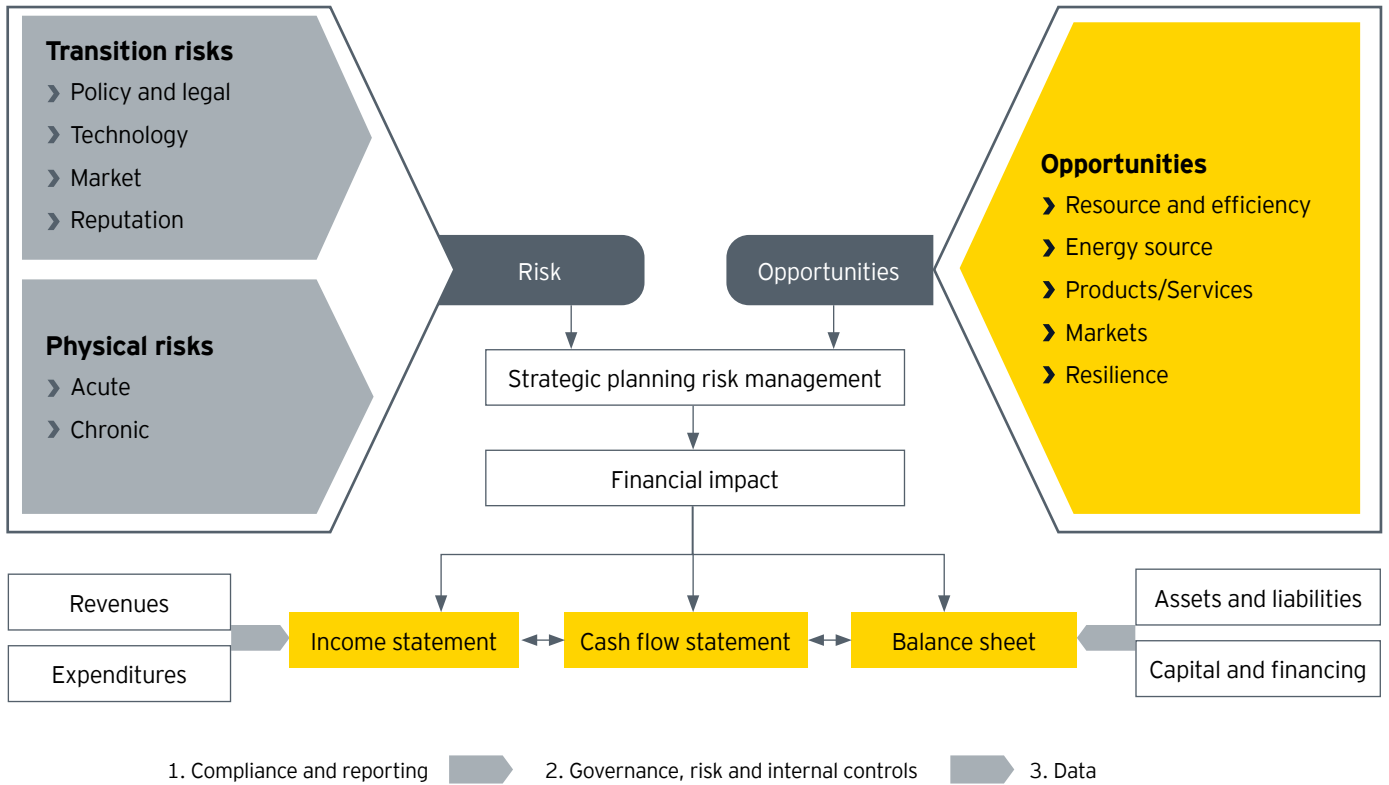 Transition risks
Policy and legal
Technology
Market
Reputation
Physical risks
Acute
Chronic
Risk
Opportunities
Opportunities
Resource and efficiency
Energy source
Products/Services
Markets
Resilience
Strategic planning risk management
Financial impact
Revenues
Expenditures
Income statement
Cash flow statement
Balance sheet
Assets and liabilities
Capital and financing
1. Compliance and reporting
2. Governance, risk and internal controls
3. Data